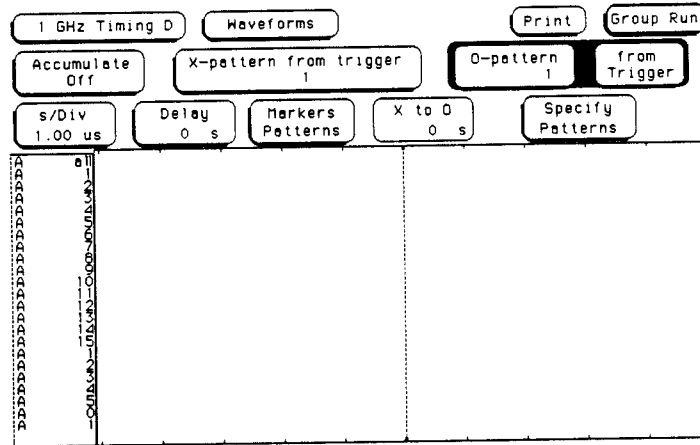 1 GHz Timing D
Waveforms
Print
Group Run
Accumulate
Off
X-pattern from trigger
1
O-pattern
1
from
Trigger
s/Div
1.00 us
Delay
0 s
Markers
Patterns
X to O
0 s
Specify
Patterns
A all
A 1
A 2
A 3
A 4
A 5
A 6
A 7
A 8
A 9
A 10
A 11
A 12
A 13
A 14
A 15
A 1
A 2
A 3
A 4
A 5
A 0
A 1